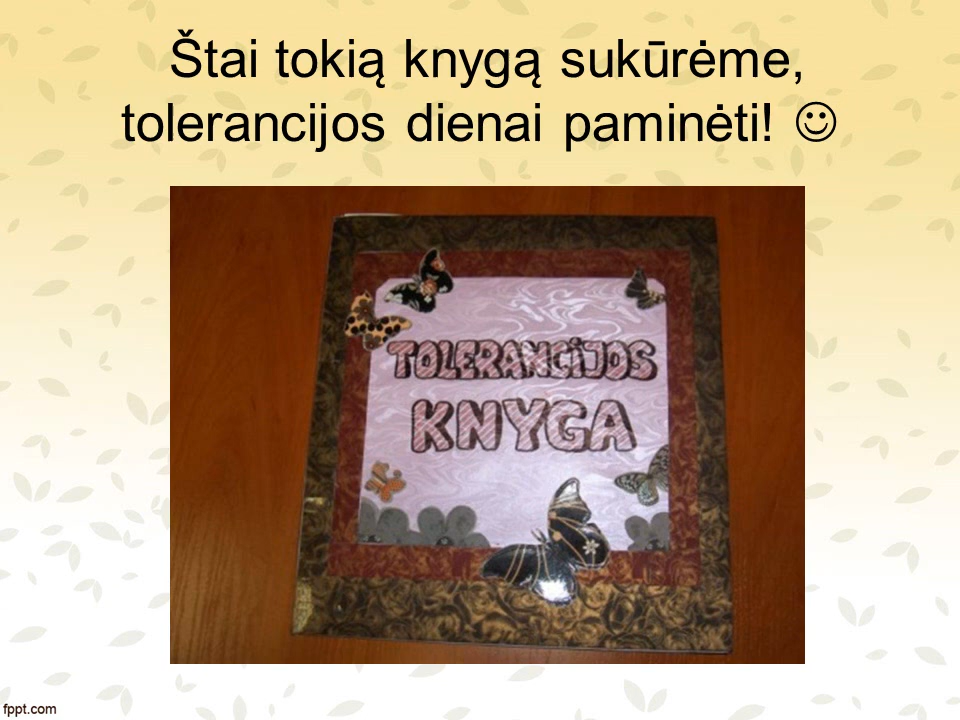 Štai tokią knygą sukūrėme,
tolerancijos dienai paminėti! ☺
TOLERANCIJOS
KNYGA
fppt.com